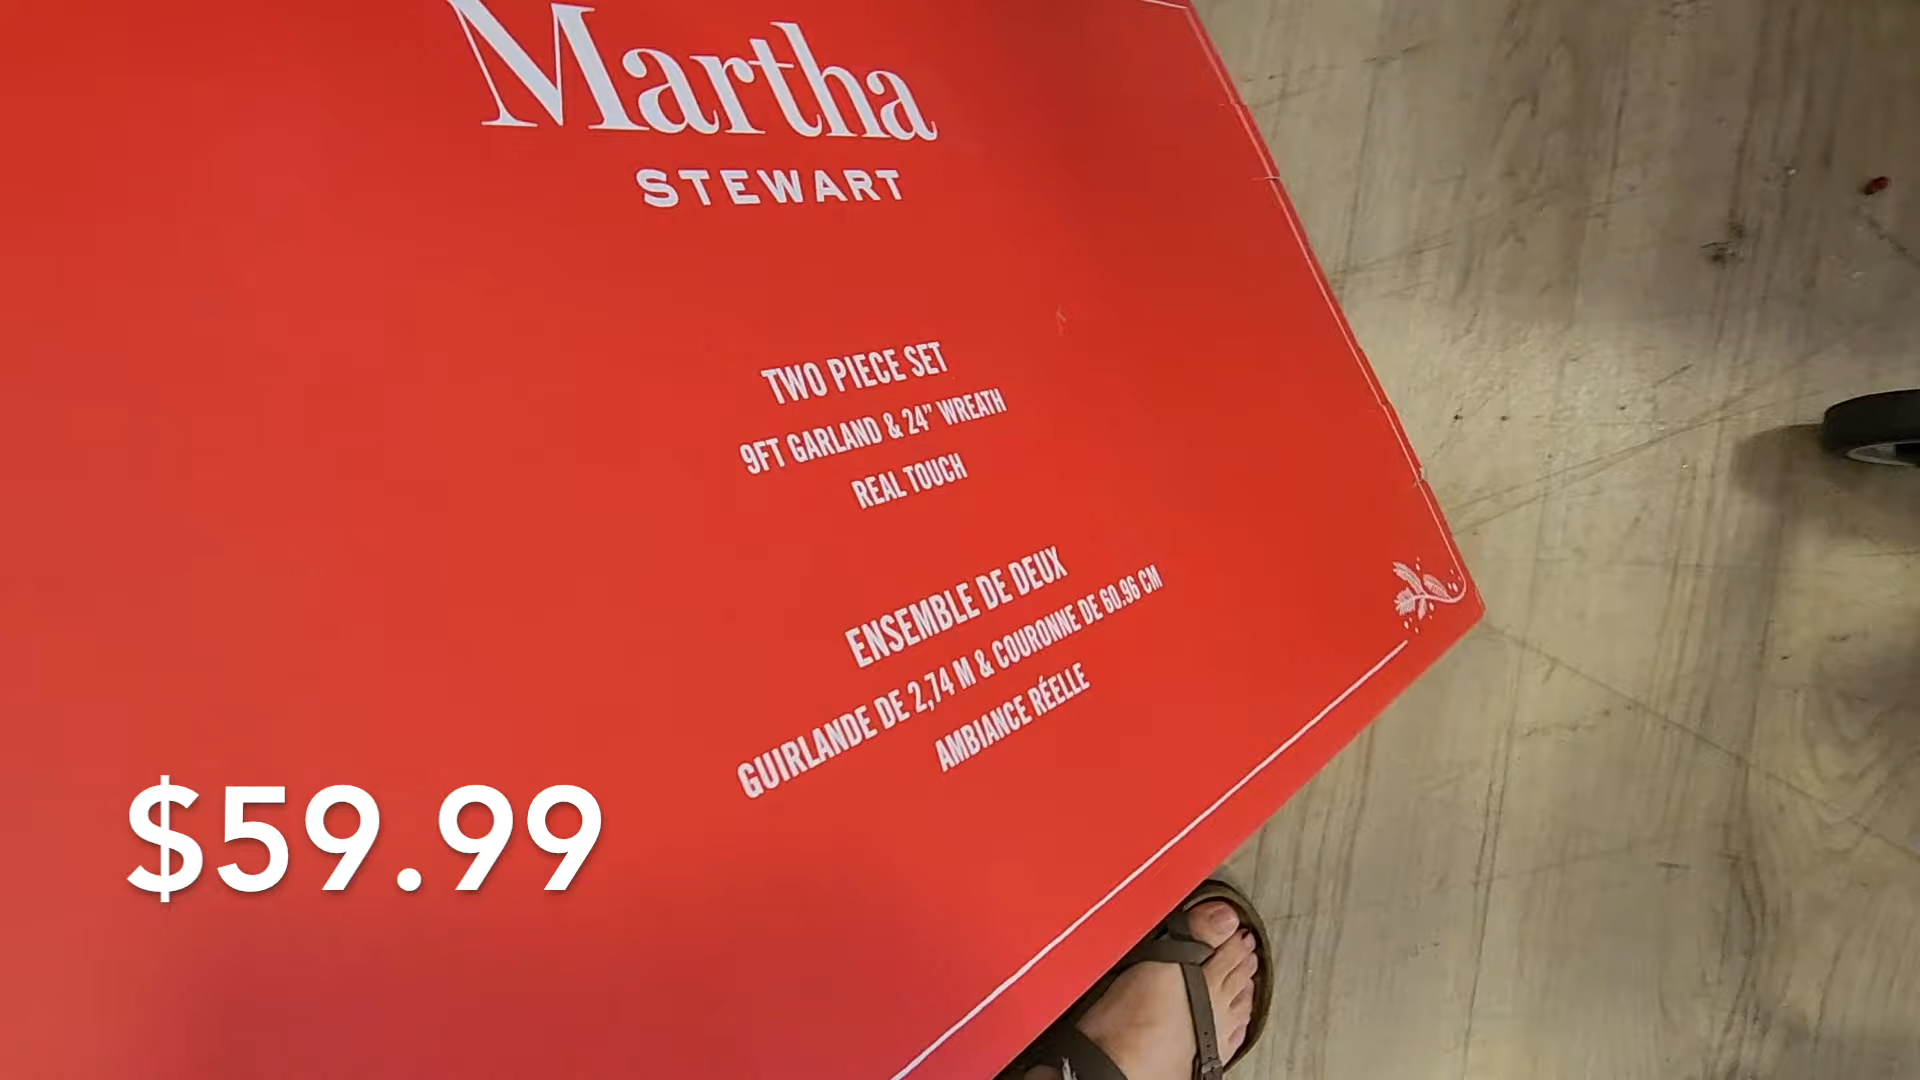 Martha
STEWART
TWO PIECE SET
9FT GARLAND & 24" WREATH
REAL TOUCH
ENSEMBLE DE DEUX
GUIRLANDE DE 2,74 M & COURONNE DE 60.96 CM
AMBIANCE RÉELLE
$59.99